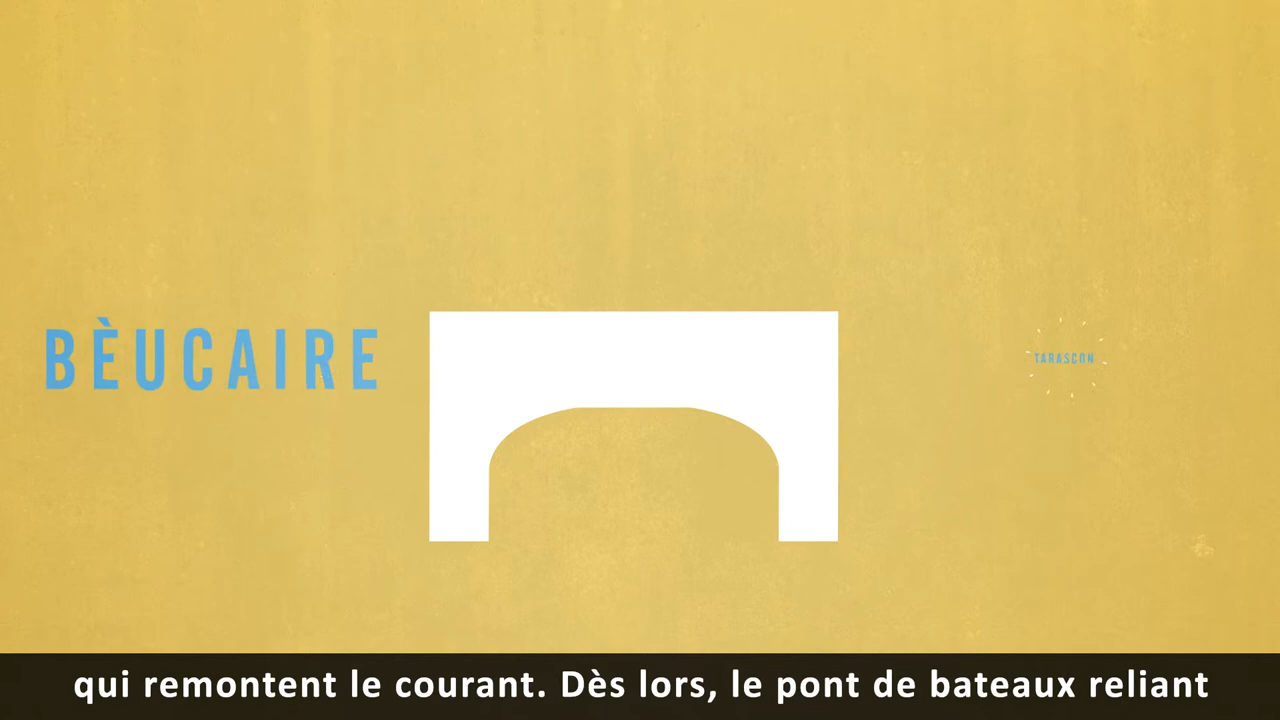 BÈUCAIRE
TARASCON
qui remontent le courant. Dès lors, le pont de bateaux reliant